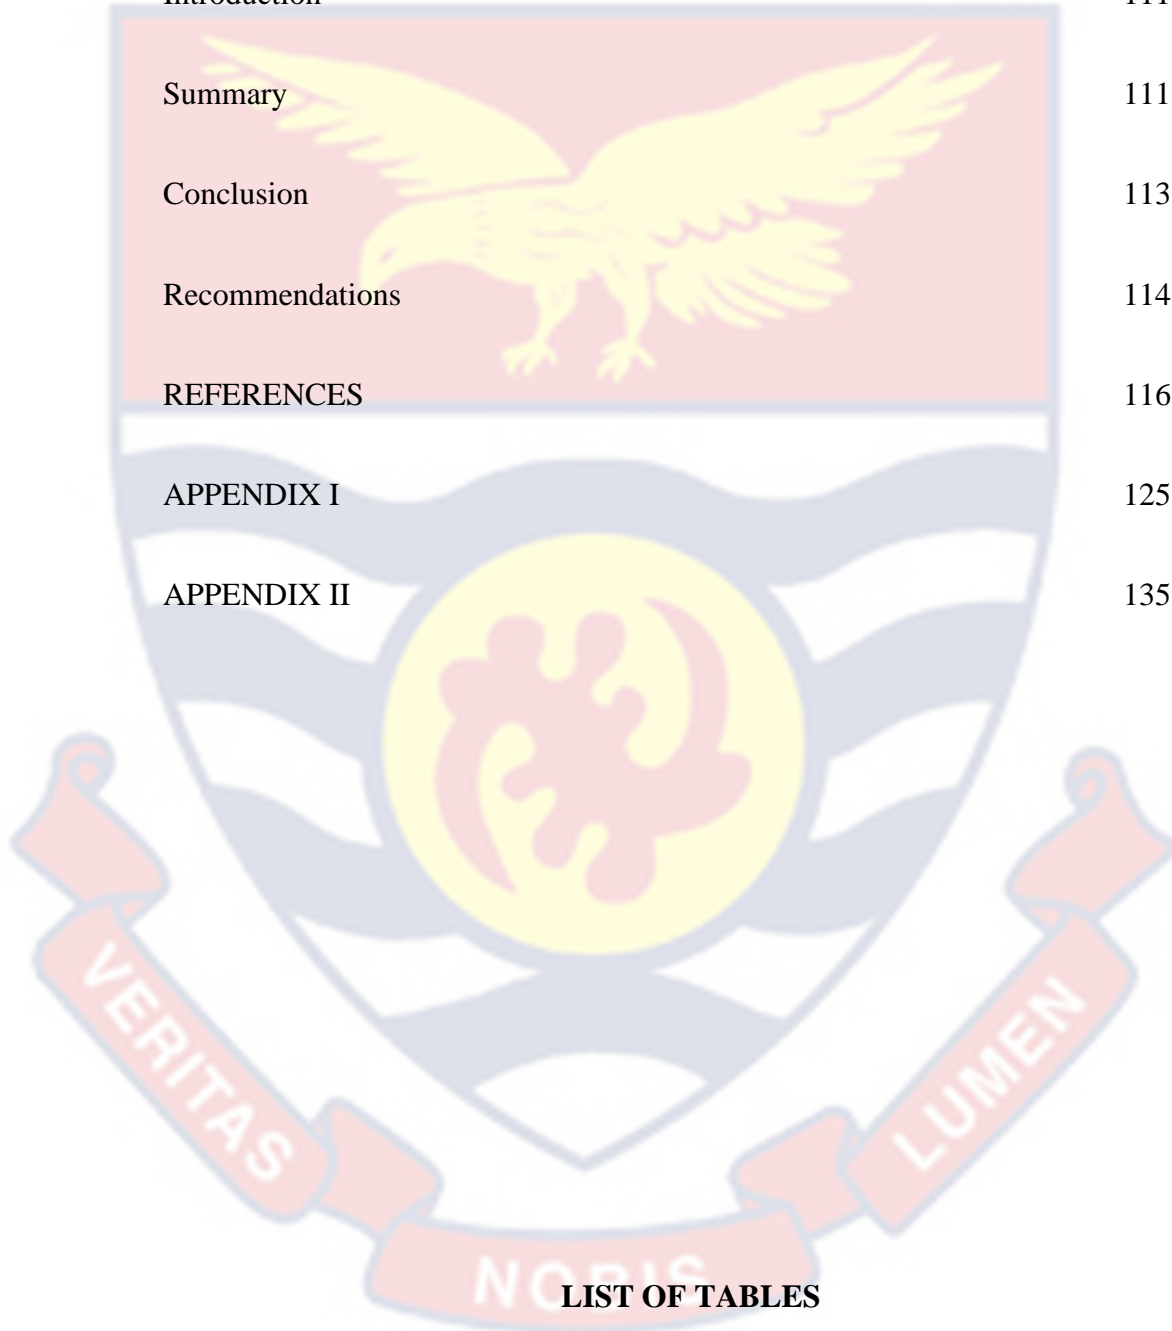 Introduction 111
Summary 111
Conclusion 113
Recommendations 114
REFERENCES 116
APPENDIX I 125
APPENDIX II 135
VERITAS
LUMEN
NOBIS
LIST OF TABLES